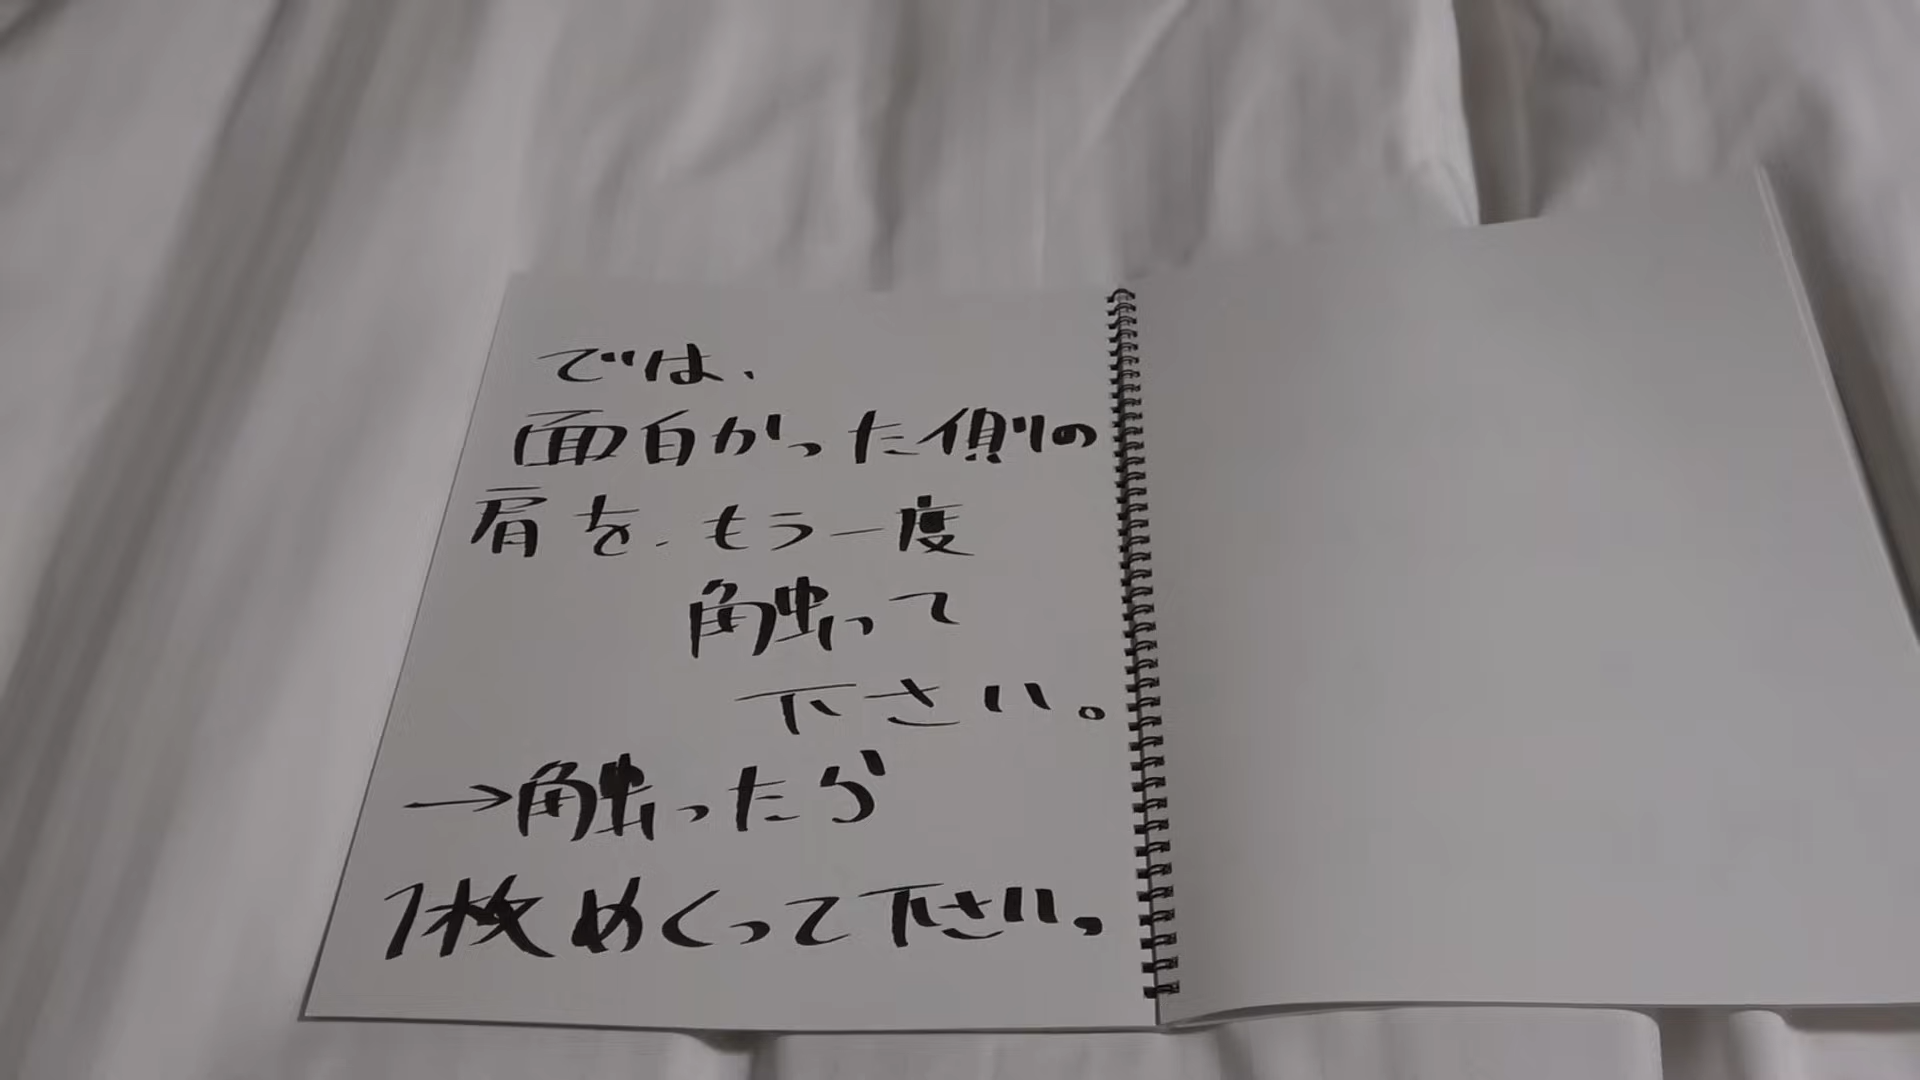 では、
面白かった側の
肩を、もう一度
触って
下さい。
→触ったら
1枚めくって下さい。